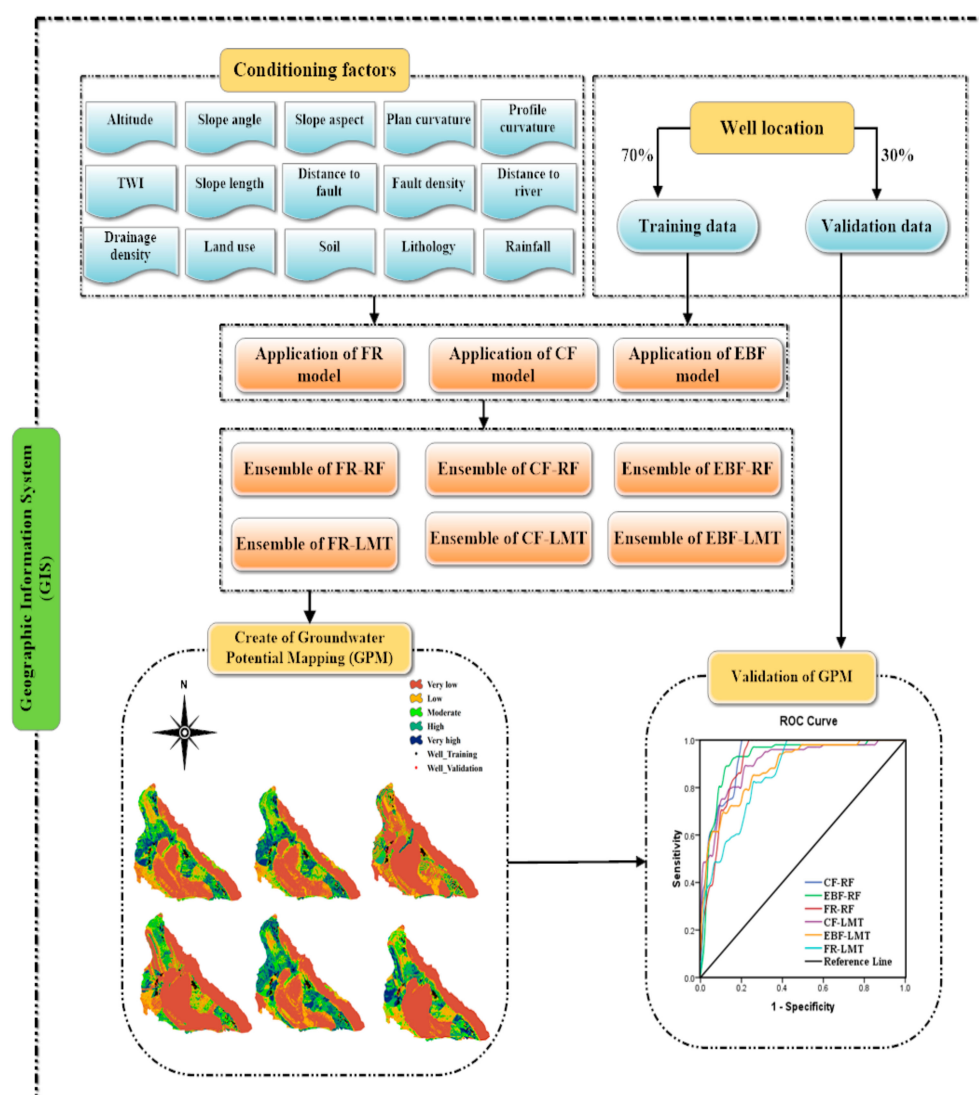 Geographic Information System
(GIS)
Conditioning factors
Altitude
Slope angle
Slope aspect
Plan curvature
Profile
curvature
TWI
Slope length
Distance to
fault
Fault density
Distance to
river
Drainage
density
Land use
Soil
Lithology
Rainfall
Well location
70%
30%
Training data
Validation data
Application of FR
model
Application of CF
model
Application of EBF
model
Ensemble of FR-RF
Ensemble of CF-RF
Ensemble of EBF-RF
Ensemble of FR-LMT
Ensemble of CF-LMT
Ensemble of EBF-LMT
Create of Groundwater
Potential Mapping (GPM)
N
Very low
Low
Moderate
High
Very high
Well_Training
Well_Validation
Validation of GPM
ROC Curve
Sensitivity
1.0
0.8
0.6
0.4
0.2
0.0
CF-RF
EBF-RF
FR-RF
CF-LMT
EBF-LMT
FR-LMT
Reference Line
0.0 0.2 0.4 0.6 0.8 1.0
1 - Specificity